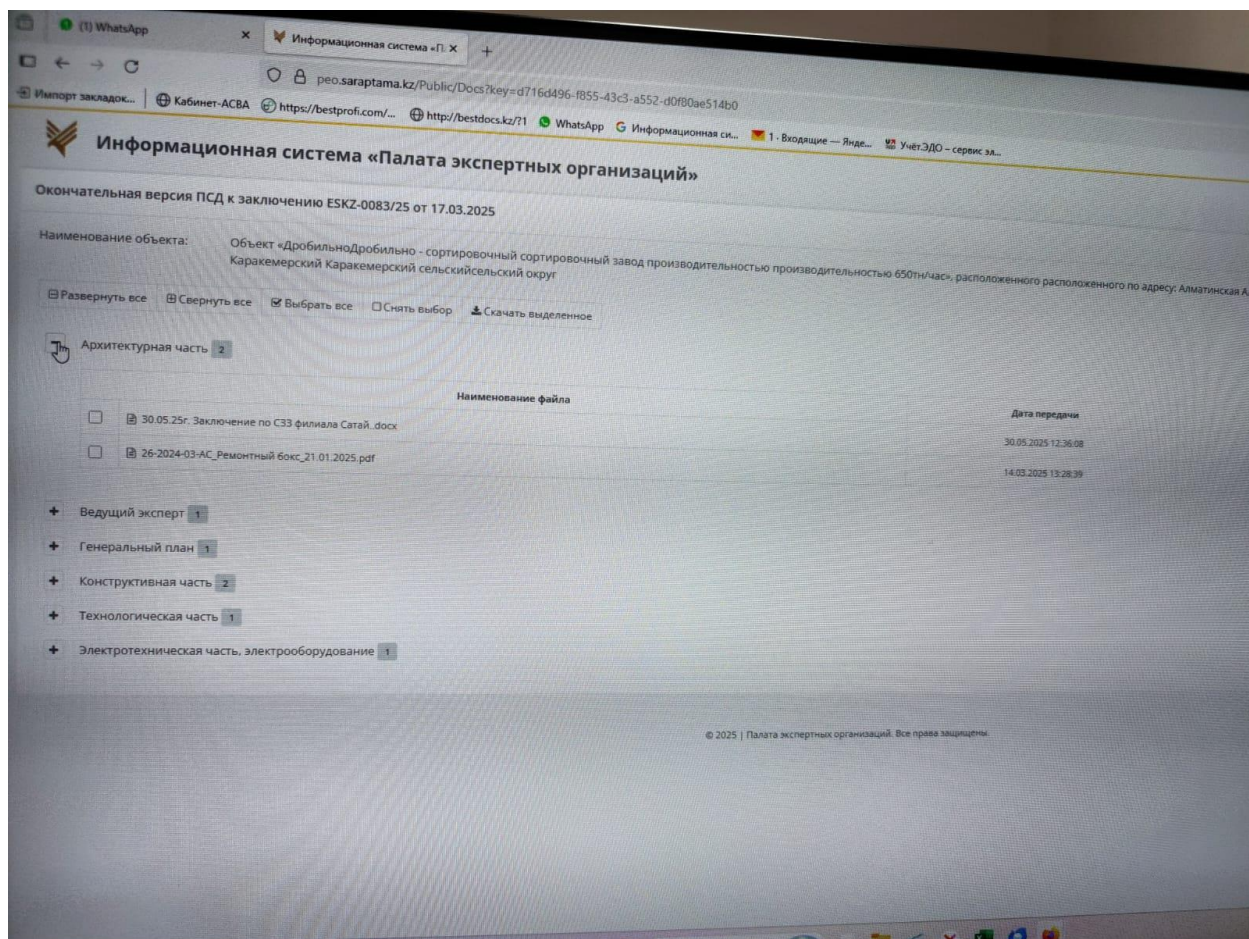 (1) WhatsApp
Информационная система «П
peo.saraptama.kz/Public/Docs?key=d716d496-f855-43c3-a552-d0f80ae514b0
Импорт закладок...
Кабинет-АСВА
https://bestprofi.com/...
http://bestdocs.kz/?1
WhatsApp
Информационная си...
1 · Входящие — Янде...
Учёт.ЭДО – сервис эл...
Информационная система «Палата экспертных организаций»
Окончательная версия ПСД к заключению ESKZ-0083/25 от 17.03.2025
Наименование объекта:
Объект «ДробильноДробильно - сортировочный сортировочный завод производительностью производительностью 650тн/час», расположенного расположенного по адресу: Алматинская
Каракемерский Каракемерский сельскийсельский округ
Развернуть все
Свернуть все
Выбрать все
Снять выбор
Скачать выделенное
Архитектурная часть 2
Наименование файла
Дата передачи
30.05.25г. Заключение по СЗЗ филиала Сатай..docx
30.05.2025 12:36:08
26-2024-03-АС_Ремонтный бокс_21.01.2025.pdf
14.03.2025 13:28:39
Ведущий эксперт 1
Генеральный план 1
Конструктивная часть 2
Технологическая часть 1
Электротехническая часть, электрооборудование 1
© 2025 | Палата экспертных организаций. Все права защищены.